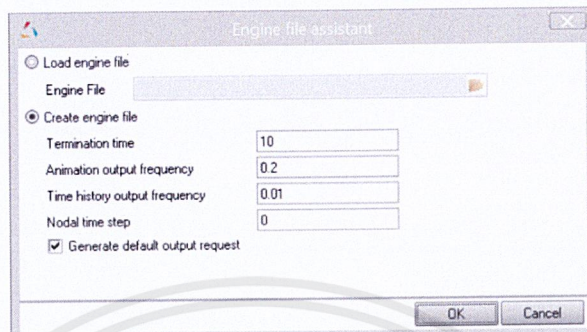 Engine file assistant
Load engine file
Engine File
Create engine file
Termination time 10
Animation output frequency 0.2
Time history output frequency 0.01
Nodal time step 0
Generate default output request
OK Cancel